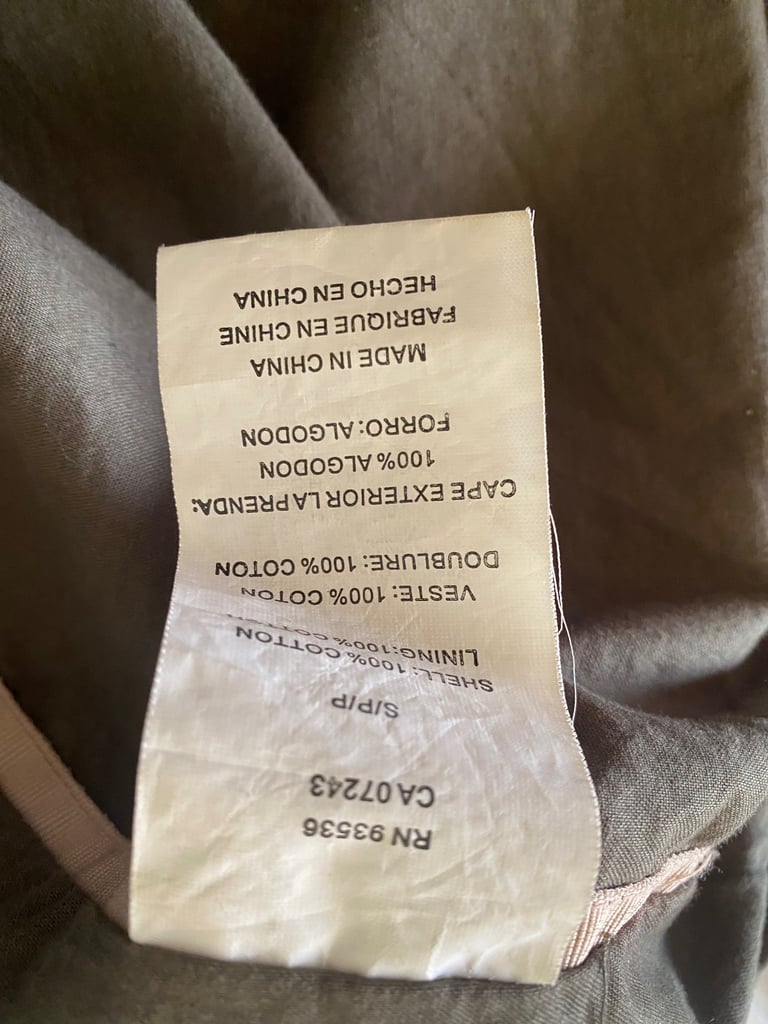 RN 93536
CA 07243
S/P/P
SHELL: 100% COTTON
LINING:100% COTTON
VESTE: 100% COTON
DOUBLURE: 100% COTON
CAPE EXTERIOR LA PRENDA:
100% ALGODON
FORRO: ALGODON
MADE IN CHINA
FABRIQUE EN CHINE
HECHO EN CHINA